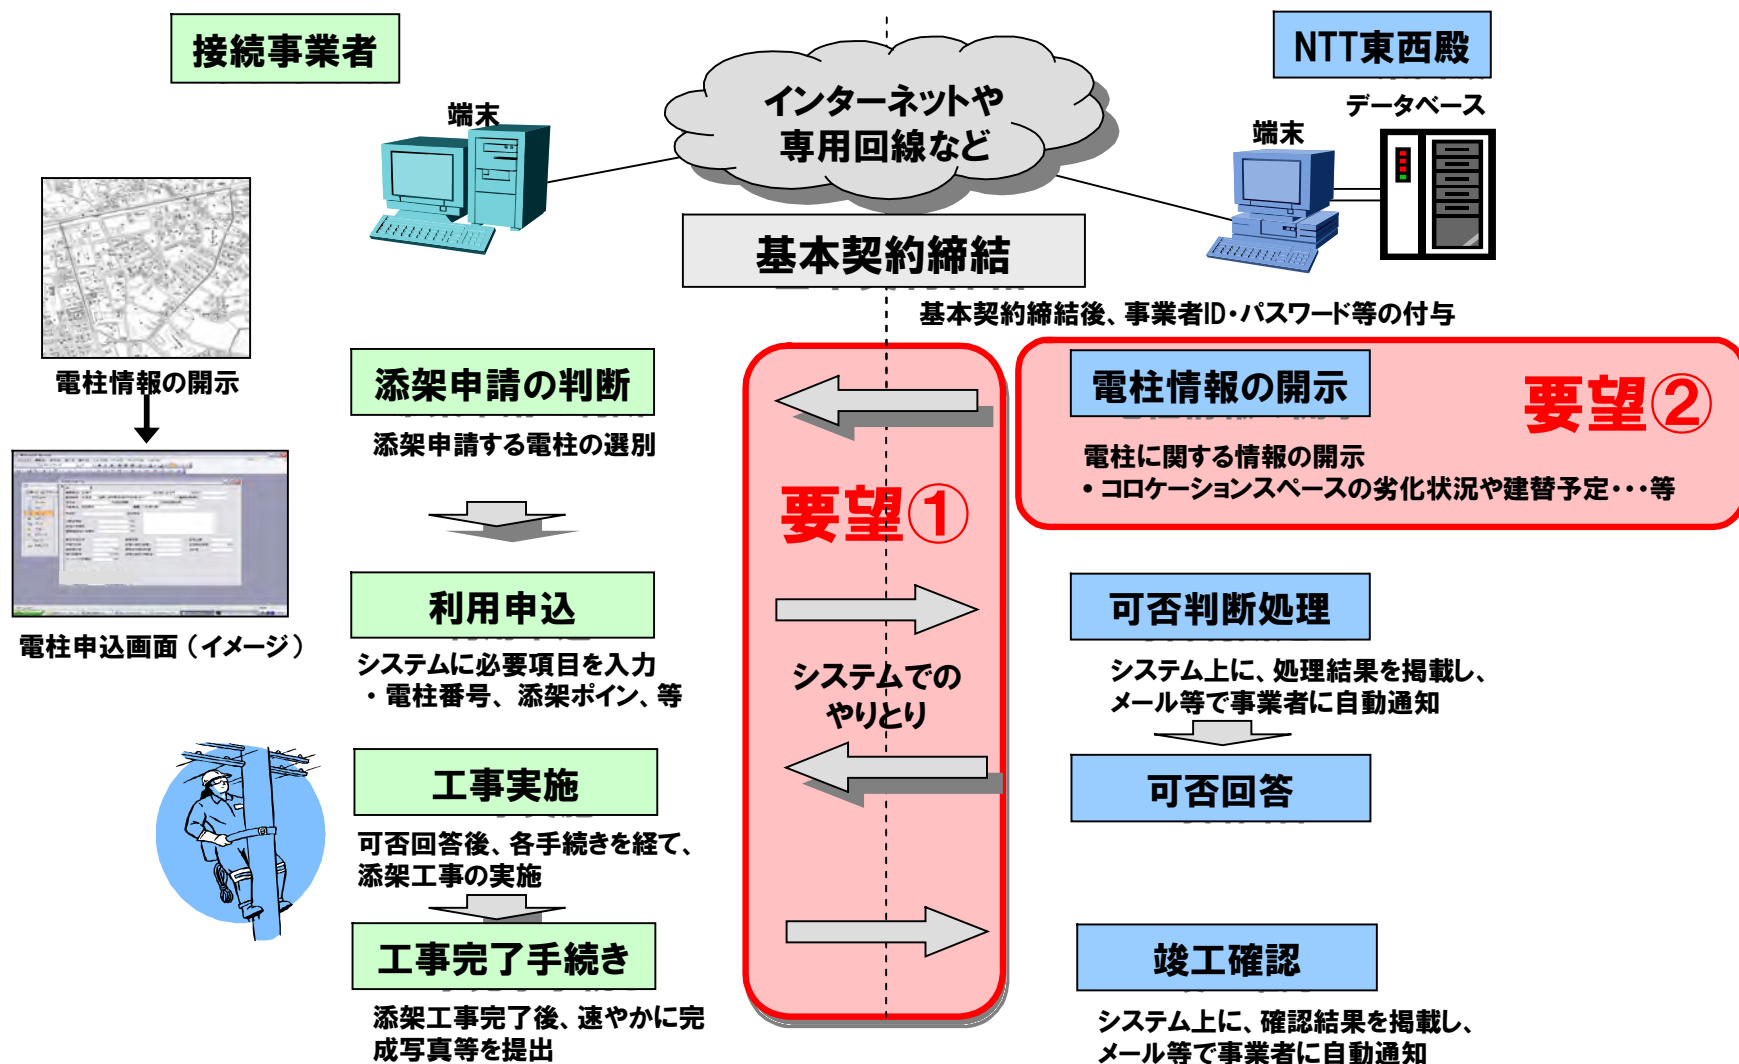 接続事業者
NTT東西殿
インターネットや
専用回線など
端末
端末
データベース
基本契約締結
基本契約締結後、事業者ID・パスワード等の付与
電柱情報の開示
電柱申込画面（イメージ）
添架申請の判断
添架申請する電柱の選別
要望①
電柱情報の開示
要望②
電柱に関する情報の開示
・コロケーションスペースの劣化状況や建替予定・・・等
利用申込
システムに必要項目を入力
・電柱番号、添架ポイン、等
システムでの
やりとり
可否判断処理
システム上に、処理結果を掲載し、
メール等で事業者に自動通知
可否回答
工事実施
可否回答後、各手続きを経て、
添架工事の実施
工事完了手続き
添架工事完了後、速やかに完
成写真等を提出
竣工確認
システム上に、確認結果を掲載し、
メール等で事業者に自動通知